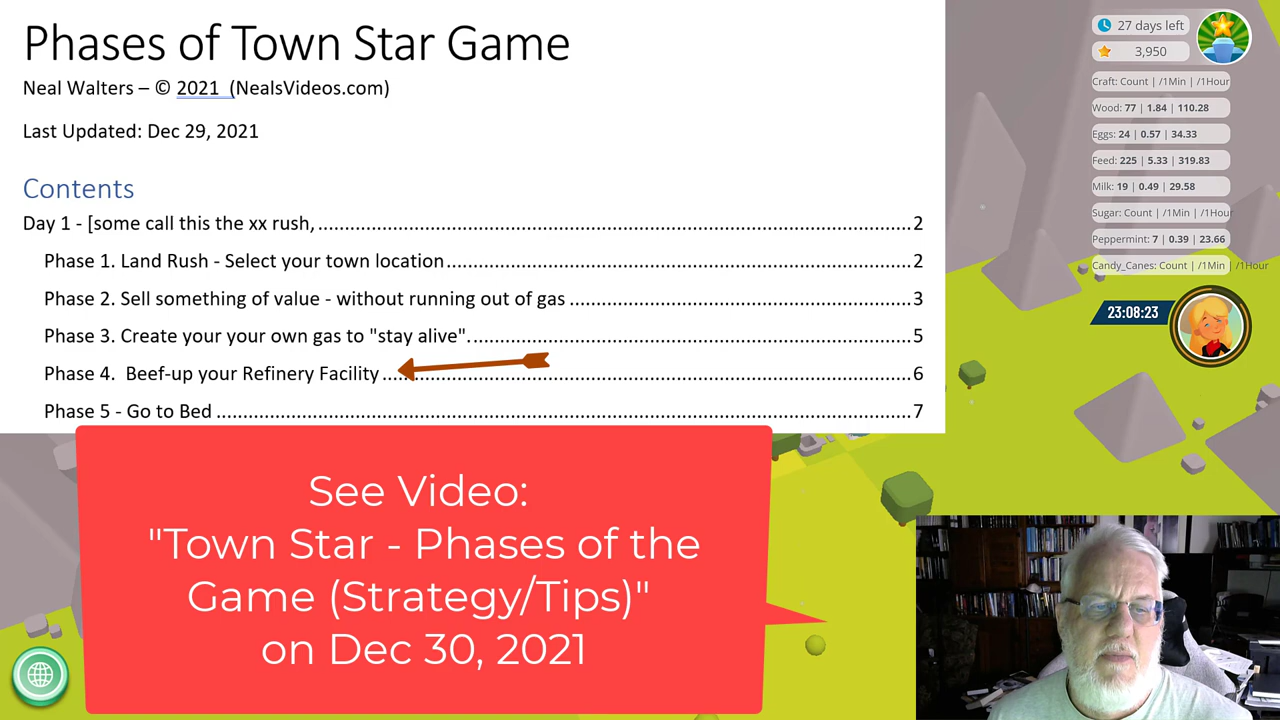 Phases of Town Star Game
Neal Walters – © 2021 (NealsVideos.com)
Last Updated: Dec 29, 2021
Contents
Day 1 - [some call this the xx rush, 2
Phase 1. Land Rush - Select your town location 2
Phase 2. Sell something of value - without running out of gas 3
Phase 3. Create your your own gas to "stay alive". 5
Phase 4. Beef-up your Refinery Facility 6
Phase 5 - Go to Bed 7
See Video:
"Town Star - Phases of the
Game (Strategy/Tips)"
on Dec 30, 2021
27 days left
3,950
Craft: Count | /1Min | /1Hour
Wood: 77 | 1.84 | 110.28
Eggs: 24 | 0.57 | 34.33
Feed: 225 | 5.33 | 319.83
Milk: 19 | 0.49 | 29.58
Sugar: Count | /1Min | /1Hour
Peppermint: 7 | 0.39 | 23.66
Candy_Canes: Count | /1Min | /1Hour
23:08:23